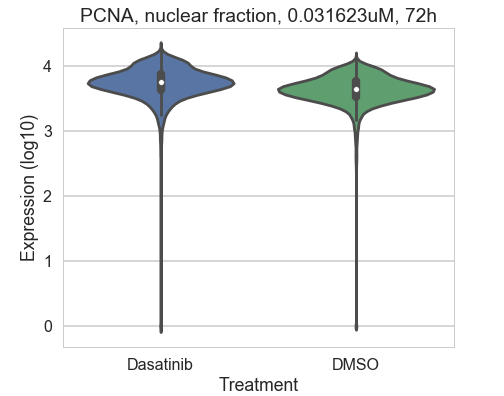 PCNA, nuclear fraction, 0.031623uM, 72h
Expression (log10)
4
3
2
1
0
Dasatinib DMSO
Treatment